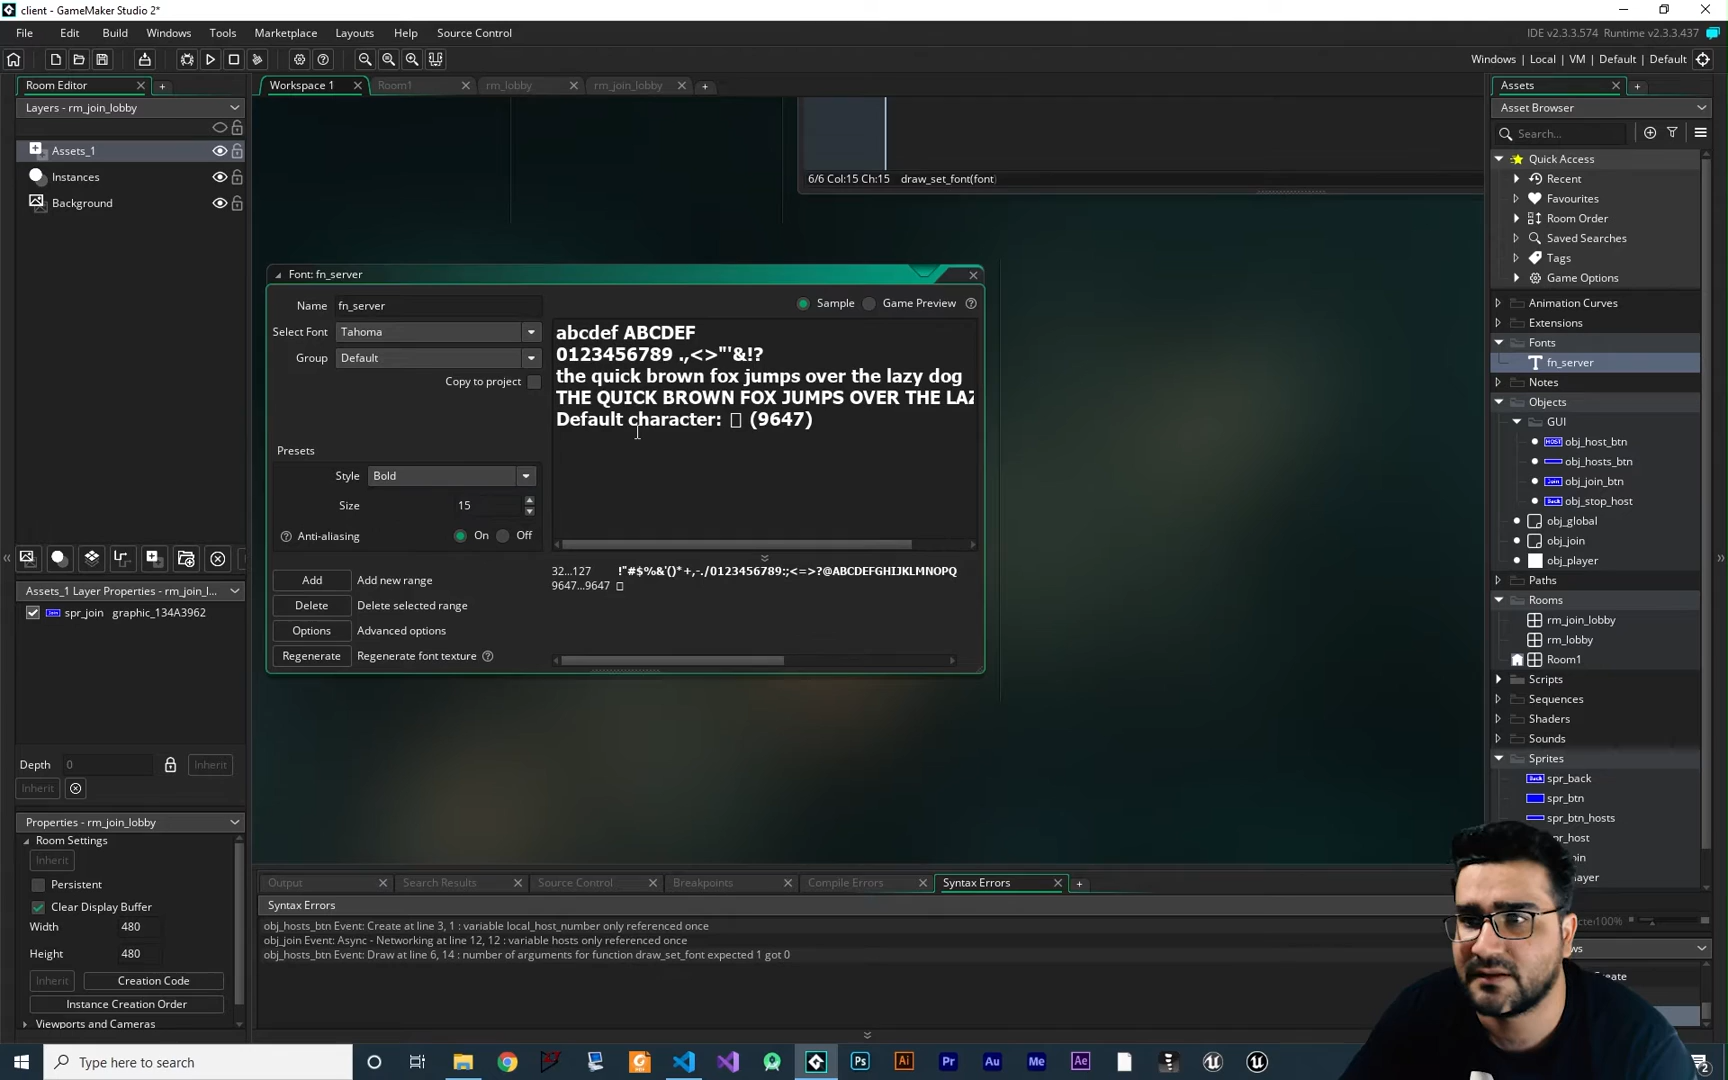 client - GameMaker Studio 2*
File Edit Build Windows Tools Marketplace Layouts Help Source Control
IDE v2.3.3.574 Runtime v2.3.3.437
Windows | Local | VM | Default | Default
Room Editor
Workspace 1 Room1 rm_lobby rm_join_lobby
Assets
Layers - rm_join_lobby
Asset Browser
Search...
Assets_1
Instances
Background
6/6 Col:15 Ch:15 draw_set_font(font)
Quick Access
Recent
Favourites
Room Order
Saved Searches
Tags
Game Options
Animation Curves
Extensions
Fonts
fn_server
Notes
Objects
GUI
obj_host_btn
obj_hosts_btn
obj_join_btn
obj_stop_host
obj_global
obj_join
obj_player
Paths
Rooms
rm_join_lobby
rm_lobby
Room1
Scripts
Sequences
Shaders
Sounds
Sprites
spr_back
spr_btn
spr_btn_hosts
Font: fn_server
Name fn_server
Sample Game Preview
Select Font Tahoma
Group Default
Copy to project
abcdef ABCDEF
0123456789 .,<>"'&!?
the quick brown fox jumps over the lazy dog
THE QUICK BROWN FOX JUMPS OVER THE LAZ
Default character: ▯ (9647)
Presets
Style Bold
Size 15
Anti-aliasing On Off
Add Add new range
Delete Delete selected range
Options Advanced options
Regenerate Regenerate font texture
32...127 !"#$%&'()*+,-./0123456789:;<=>?@ABCDEFGHIJKLMNOPQ
9647...9647 ▯
Assets_1 Layer Properties - rm_join_l...
spr_join graphic_134A3962
Depth 0 Inherit
Inherit
Properties - rm_join_lobby
Room Settings
Inherit
Persistent
Clear Display Buffer
Width 480
Height 480
Inherit Creation Code
Instance Creation Order
Viewports and Cameras
Output Search Results Source Control Breakpoints Compile Errors Syntax Errors
Syntax Errors
obj_hosts_btn Event: Create at line 3, 1 : variable local_host_number only referenced once
obj_join Event: Async - Networking at line 12, 12 : variable hosts only referenced once
obj_hosts_btn Event: Draw at line 6, 14 : number of arguments for function draw_set_font expected 1 got 0
100%
Type here to search